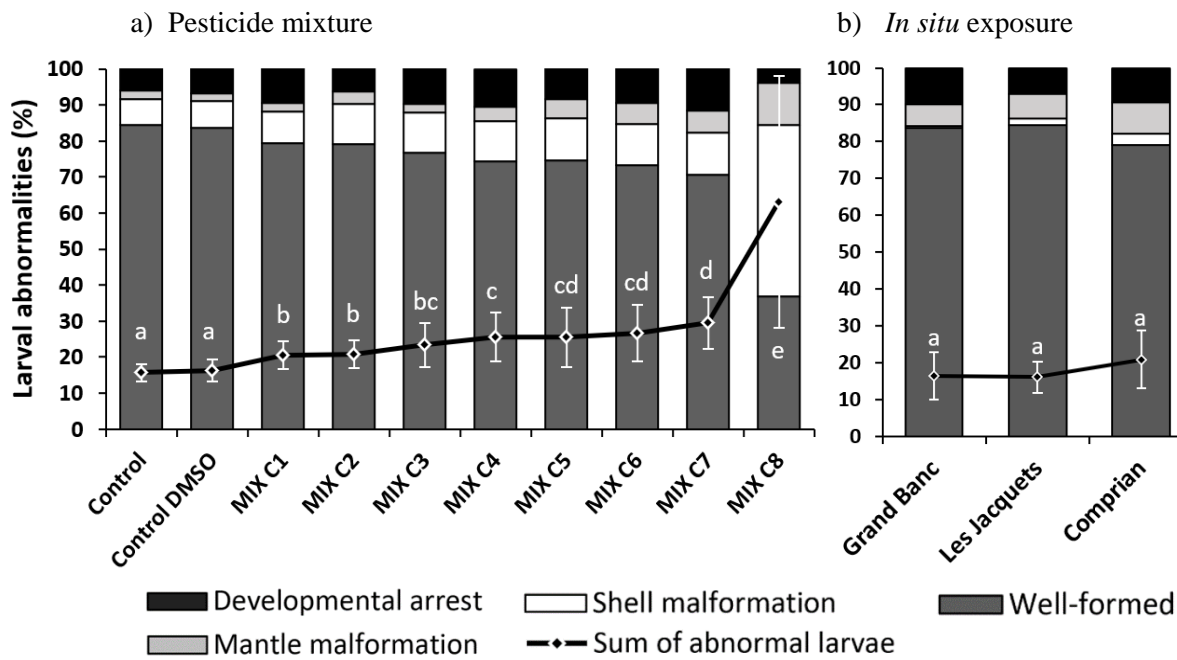 a) Pesticide mixture
b) In situ exposure
Larval abnormalities (%)
100
90
80
70
60
50
40
30
20
10
0
a
a
b
b
bc
c
cd
cd
d
e
Control
Control DMSO
MIX C1
MIX C2
MIX C3
MIX C4
MIX C5
MIX C6
MIX C7
MIX C8
100
90
80
70
60
50
40
30
20
10
0
a
a
a
Grand Banc
Les Jacquets
Comprian
Developmental arrest
Shell malformation
Well-formed
Mantle malformation
Sum of abnormal larvae